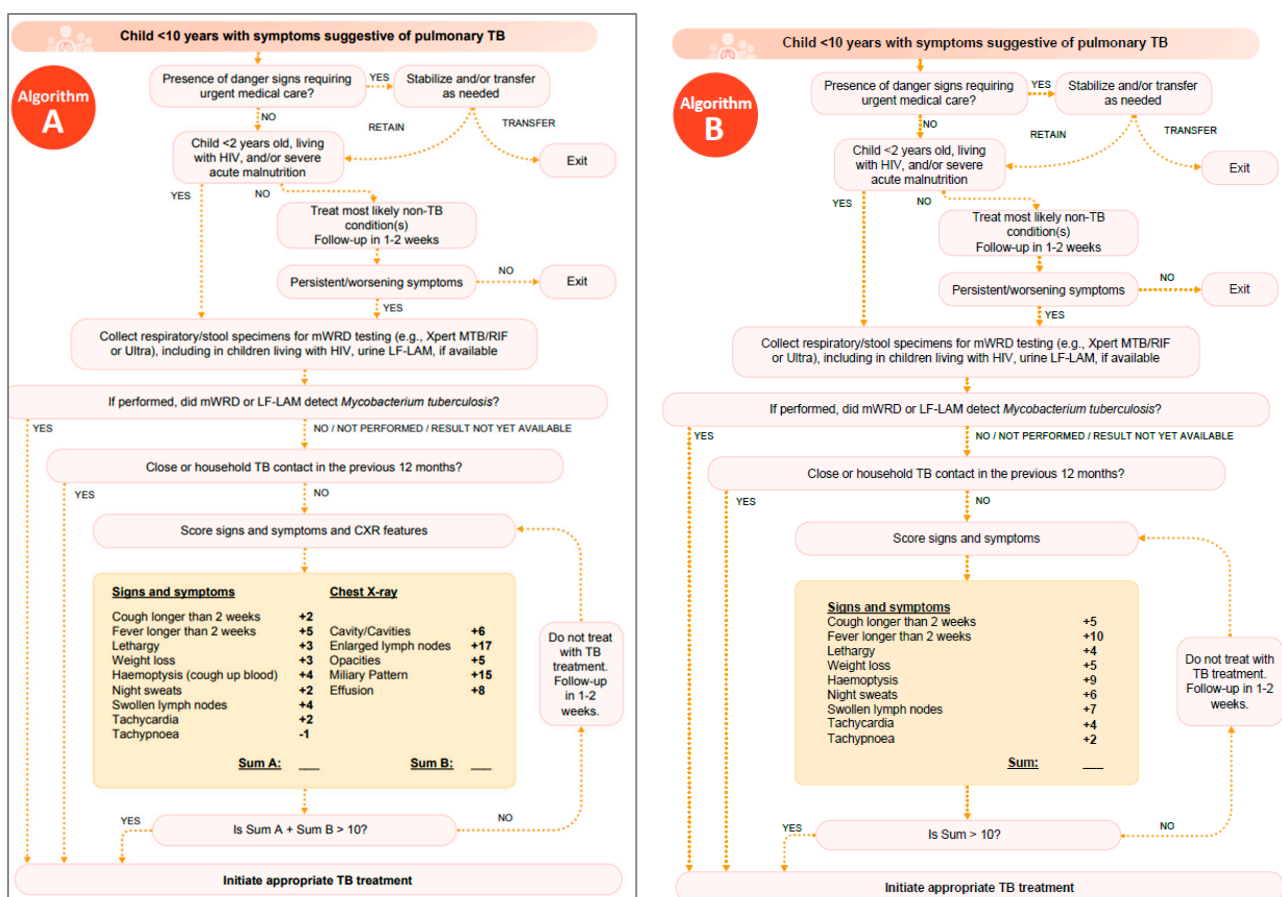 Child <10 years with symptoms suggestive of pulmonary TB
Algorithm
A
Presence of danger signs requiring
urgent medical care?
YES
Stabilize and/or transfer
as needed
NO
RETAIN
TRANSFER
Child <2 years old, living
with HIV, and/or severe
acute malnutrition
Exit
YES
NO
Treat most likely non-TB
condition(s)
Follow-up in 1-2 weeks
Persistent/worsening symptoms
NO
Exit
YES
Collect respiratory/stool specimens for mWRD testing (e.g., Xpert MTB/RIF
or Ultra), including in children living with HIV, urine LF-LAM, if available
If performed, did mWRD or LF-LAM detect Mycobacterium tuberculosis?
YES
NO / NOT PERFORMED / RESULT NOT YET AVAILABLE
Close or household TB contact in the previous 12 months?
YES
NO
Score signs and symptoms and CXR features
Signs and symptoms
Cough longer than 2 weeks +2
Fever longer than 2 weeks +5
Lethargy +3
Weight loss +3
Haemoptysis (cough up blood) +4
Night sweats +2
Swollen lymph nodes +4
Tachycardia +2
Tachypnoea -1
Sum A: ___
Chest X-ray
Cavity/Cavities +6
Enlarged lymph nodes +17
Opacities +5
Miliary Pattern +15
Effusion +8
Sum B: ___
Do not treat
with TB
treatment.
Follow-up
in 1-2
weeks.
Is Sum A + Sum B > 10?
YES
NO
Initiate appropriate TB treatment
Child <10 years with symptoms suggestive of pulmonary TB
Algorithm
B
Presence of danger signs requiring
urgent medical care?
YES
Stabilize and/or transfer
as needed
NO
RETAIN
TRANSFER
Child <2 years old, living
with HIV, and/or severe
acute malnutrition
Exit
YES
NO
Treat most likely non-TB
condition(s)
Follow-up in 1-2 weeks
Persistent/worsening symptoms
NO
Exit
YES
Collect respiratory/stool specimens for mWRD testing (e.g., Xpert MTB/RIF
or Ultra), including in children living with HIV, urine LF-LAM, if available
If performed, did mWRD or LF-LAM detect Mycobacterium tuberculosis?
YES
NO / NOT PERFORMED / RESULT NOT YET AVAILABLE
Close or household TB contact in the previous 12 months?
YES
NO
Score signs and symptoms
Signs and symptoms
Cough longer than 2 weeks +5
Fever longer than 2 weeks +10
Lethargy +4
Weight loss +5
Haemoptysis +9
Night sweats +6
Swollen lymph nodes +7
Tachycardia +4
Tachypnoea +2
Sum: ___
Do not treat with
TB treatment.
Follow-up in 1-2
weeks.
Is Sum > 10?
YES
NO
Initiate appropriate TB treatment